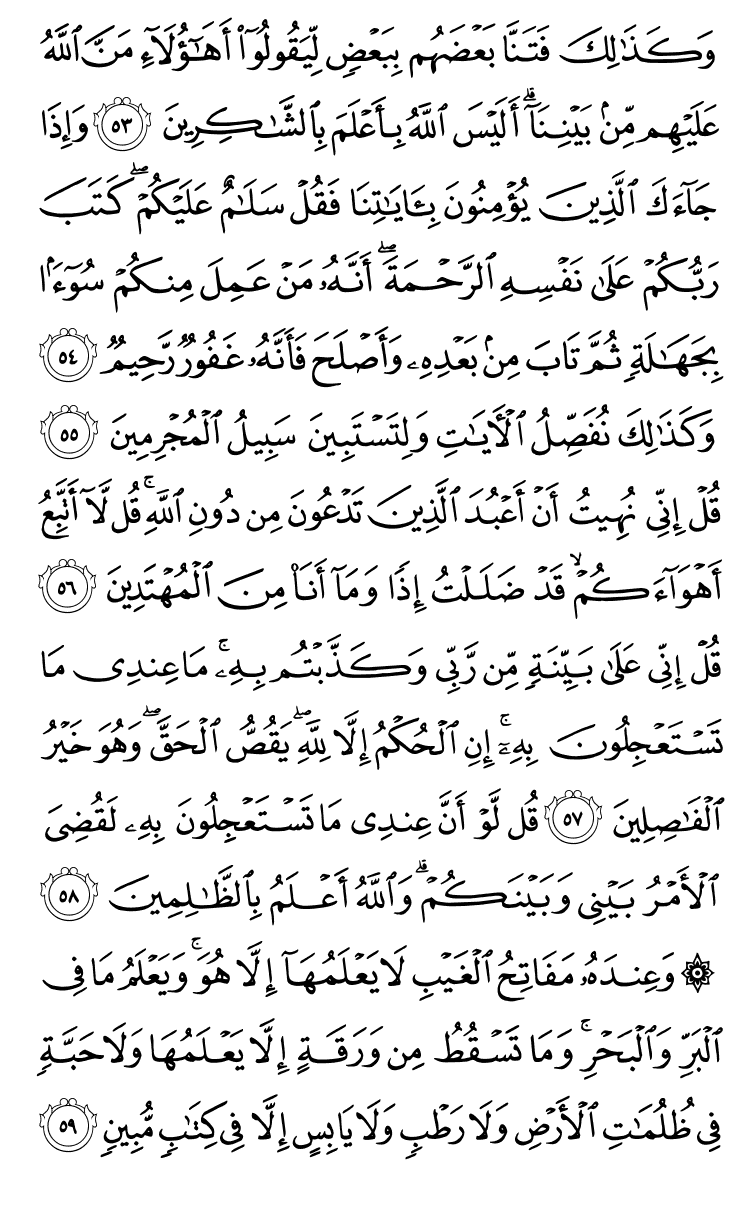 وَكَذَٰلِكَ فَتَنَّا بَعْضَهُم بِبَعْضٍ لِّيَقُولُوٓا۟ أَهَـٰٓؤُلَآءِ مَنَّ ٱللَّهُ
عَلَيْهِم مِّنۢ بَيْنِنَآ ۗ أَلَيْسَ ٱللَّهُ بِأَعْلَمَ بِٱلشَّـٰكِرِينَ ٥٣ وَإِذَا
جَآءَكَ ٱلَّذِينَ يُؤْمِنُونَ بِـَٔايَـٰتِنَا فَقُلْ سَلَـٰمٌ عَلَيْكُمْ ۖ كَتَبَ
رَبُّكُمْ عَلَىٰ نَفْسِهِ ٱلرَّحْمَةَ ۖ أَنَّهُۥ مَنْ عَمِلَ مِنكُمْ سُوٓءًۢا
بِجَهَـٰلَةٍ ثُمَّ تَابَ مِنۢ بَعْدِهِۦ وَأَصْلَحَ فَأَنَّهُۥ غَفُورٌ رَّحِيمٌ ٥٤
وَكَذَٰلِكَ نُفَصِّلُ ٱلْـَٔايَـٰتِ وَلِتَسْتَبِينَ سَبِيلُ ٱلْمُجْرِمِينَ ٥٥
قُلْ إِنِّى نُهِيتُ أَنْ أَعْبُدَ ٱلَّذِينَ تَدْعُونَ مِن دُونِ ٱللَّهِ ۚ قُل لَّآ أَتَّبِعُ
أَهْوَآءَكُمْ ۙ قَدْ ضَلَلْتُ إِذًا وَمَآ أَنَا۠ مِنَ ٱلْمُهْتَدِينَ ٥٦
قُلْ إِنِّى عَلَىٰ بَيِّنَةٍ مِّن رَّبِّى وَكَذَّبْتُم بِهِۦ ۚ مَا عِندِى مَا
تَسْتَعْجِلُونَ بِهِۦٓ ۚ إِنِ ٱلْحُكْمُ إِلَّا لِلَّهِ ۖ يَقُصُّ ٱلْحَقَّ ۖ وَهُوَ خَيْرُ
ٱلْفَـٰصِلِينَ ٥٧ قُل لَّوْ أَنَّ عِندِى مَا تَسْتَعْجِلُونَ بِهِۦ لَقُضِىَ
ٱلْأَمْرُ بَيْنِى وَبَيْنَكُمْ ۗ وَٱللَّهُ أَعْلَمُ بِٱلظَّـٰلِمِينَ ٥٨
۞ وَعِندَهُۥ مَفَاتِحُ ٱلْغَيْبِ لَا يَعْلَمُهَآ إِلَّا هُوَ ۚ وَيَعْلَمُ مَا فِى
ٱلْبَرِّ وَٱلْبَحْرِ ۚ وَمَا تَسْقُطُ مِن وَرَقَةٍ إِلَّا يَعْلَمُهَا وَلَا حَبَّةٍ
فِى ظُلُمَـٰتِ ٱلْأَرْضِ وَلَا رَطْبٍ وَلَا يَابِسٍ إِلَّا فِى كِتَـٰبٍ مُّبِينٍ ٥٩